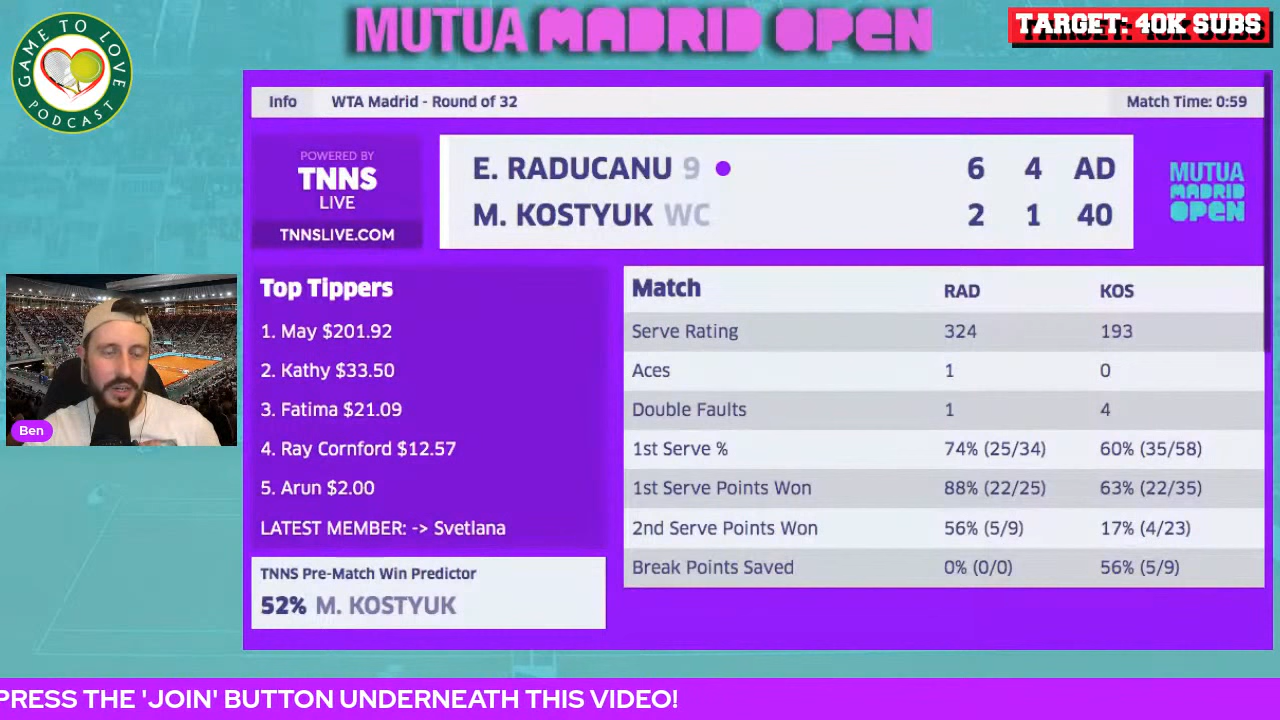 GAME TO LOVE
PODCAST
MUTUA MADRID OPEN
TARGET: 40K SUBS
Info WTA Madrid - Round of 32 Match Time: 0:59
POWERED BY
TNNS
LIVE
TNNSLIVE.COM
E. RADUCANU 9 6 4 AD
M. KOSTYUK WC 2 1 40
MUTUA
MADRID
OPEN
Top Tippers
1. May $201.92
2. Kathy $33.50
3. Fatima $21.09
4. Ray Cornford $12.57
5. Arun $2.00
LATEST MEMBER: -> Svetlana
TNNS Pre-Match Win Predictor
52% M. KOSTYUK
Match RAD KOS
Serve Rating 324 193
Aces 1 0
Double Faults 1 4
1st Serve % 74% (25/34) 60% (35/58)
1st Serve Points Won 88% (22/25) 63% (22/35)
2nd Serve Points Won 56% (5/9) 17% (4/23)
Break Points Saved 0% (0/0) 56% (5/9)
Ben
PRESS THE 'JOIN' BUTTON UNDERNEATH THIS VIDEO!